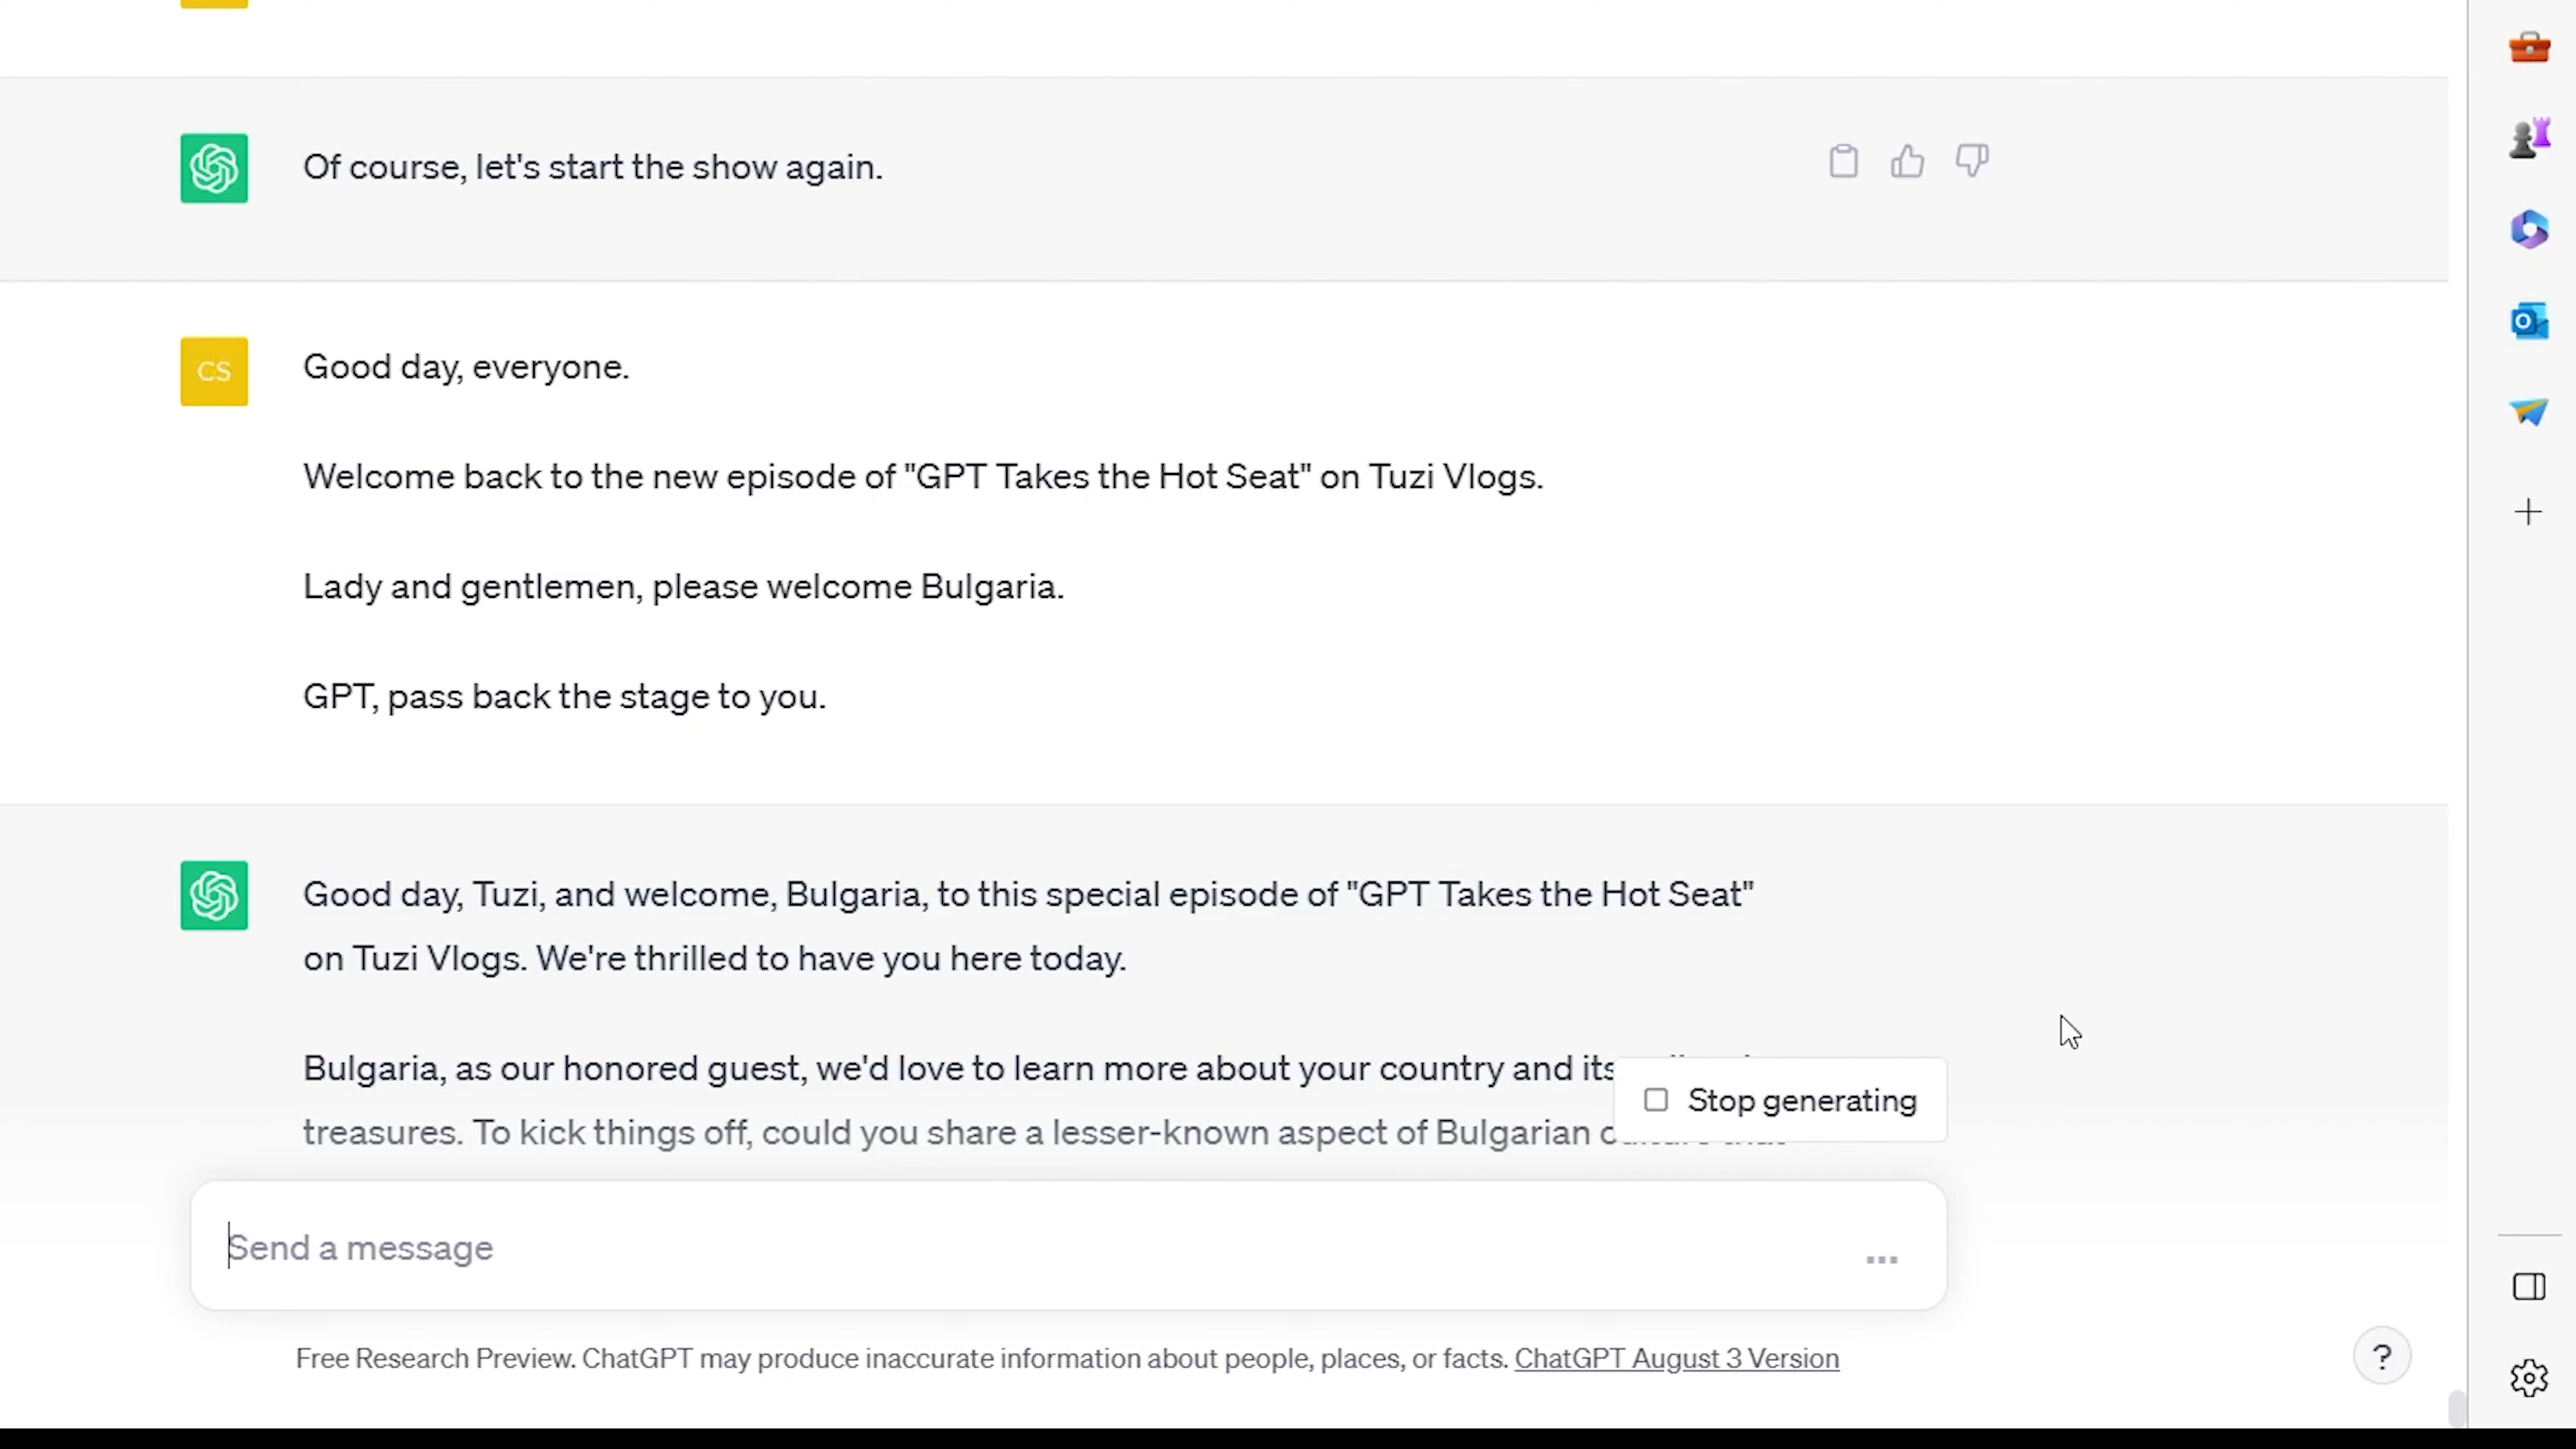 Of course, let's start the show again.
CS
Good day, everyone.
Welcome back to the new episode of "GPT Takes the Hot Seat" on Tuzi Vlogs.
Lady and gentlemen, please welcome Bulgaria.
GPT, pass back the stage to you.
Good day, Tuzi, and welcome, Bulgaria, to this special episode of "GPT Takes the Hot Seat"
on Tuzi Vlogs. We're thrilled to have you here today.
Bulgaria, as our honored guest, we'd love to learn more about your country and its
treasures. To kick things off, could you share a lesser-known aspect of Bulgarian
Stop generating
Send a message
Free Research Preview. ChatGPT may produce inaccurate information about people, places, or facts. ChatGPT August 3 Version
?